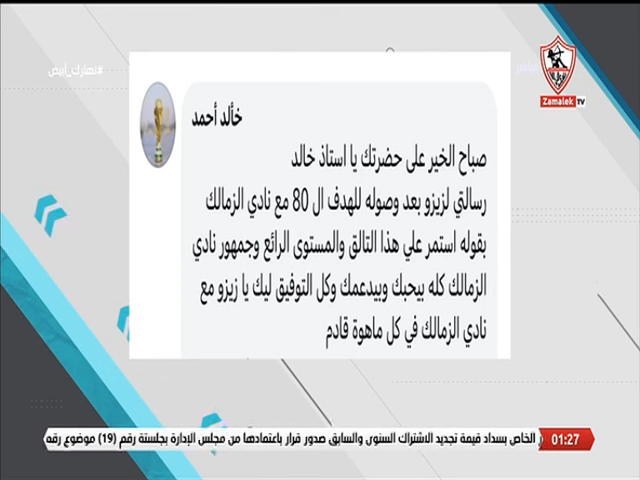 #نهارك_أبيض
Zamalek TV
خالد أحمد
صباح الخير على حضرتك يا استاذ خالد
رسالتي لزيزو بعد وصوله للهدف ال 80 مع نادي الزمالك
بقوله استمر علي هذا التالق والمستوى الرائع وجمهور نادي
الزمالك كله بيحبك وبيدعمك وكل التوفيق ليك يا زيزو مع
نادي الزمالك في كل ماهوة قادم
الخاص بسداد قيمة تجديد الاشتراك السنوى والسابق صدور قرار باعتمادها من مجلس الإدارة بجلستة رقم (19) موضوع رقم
01:27